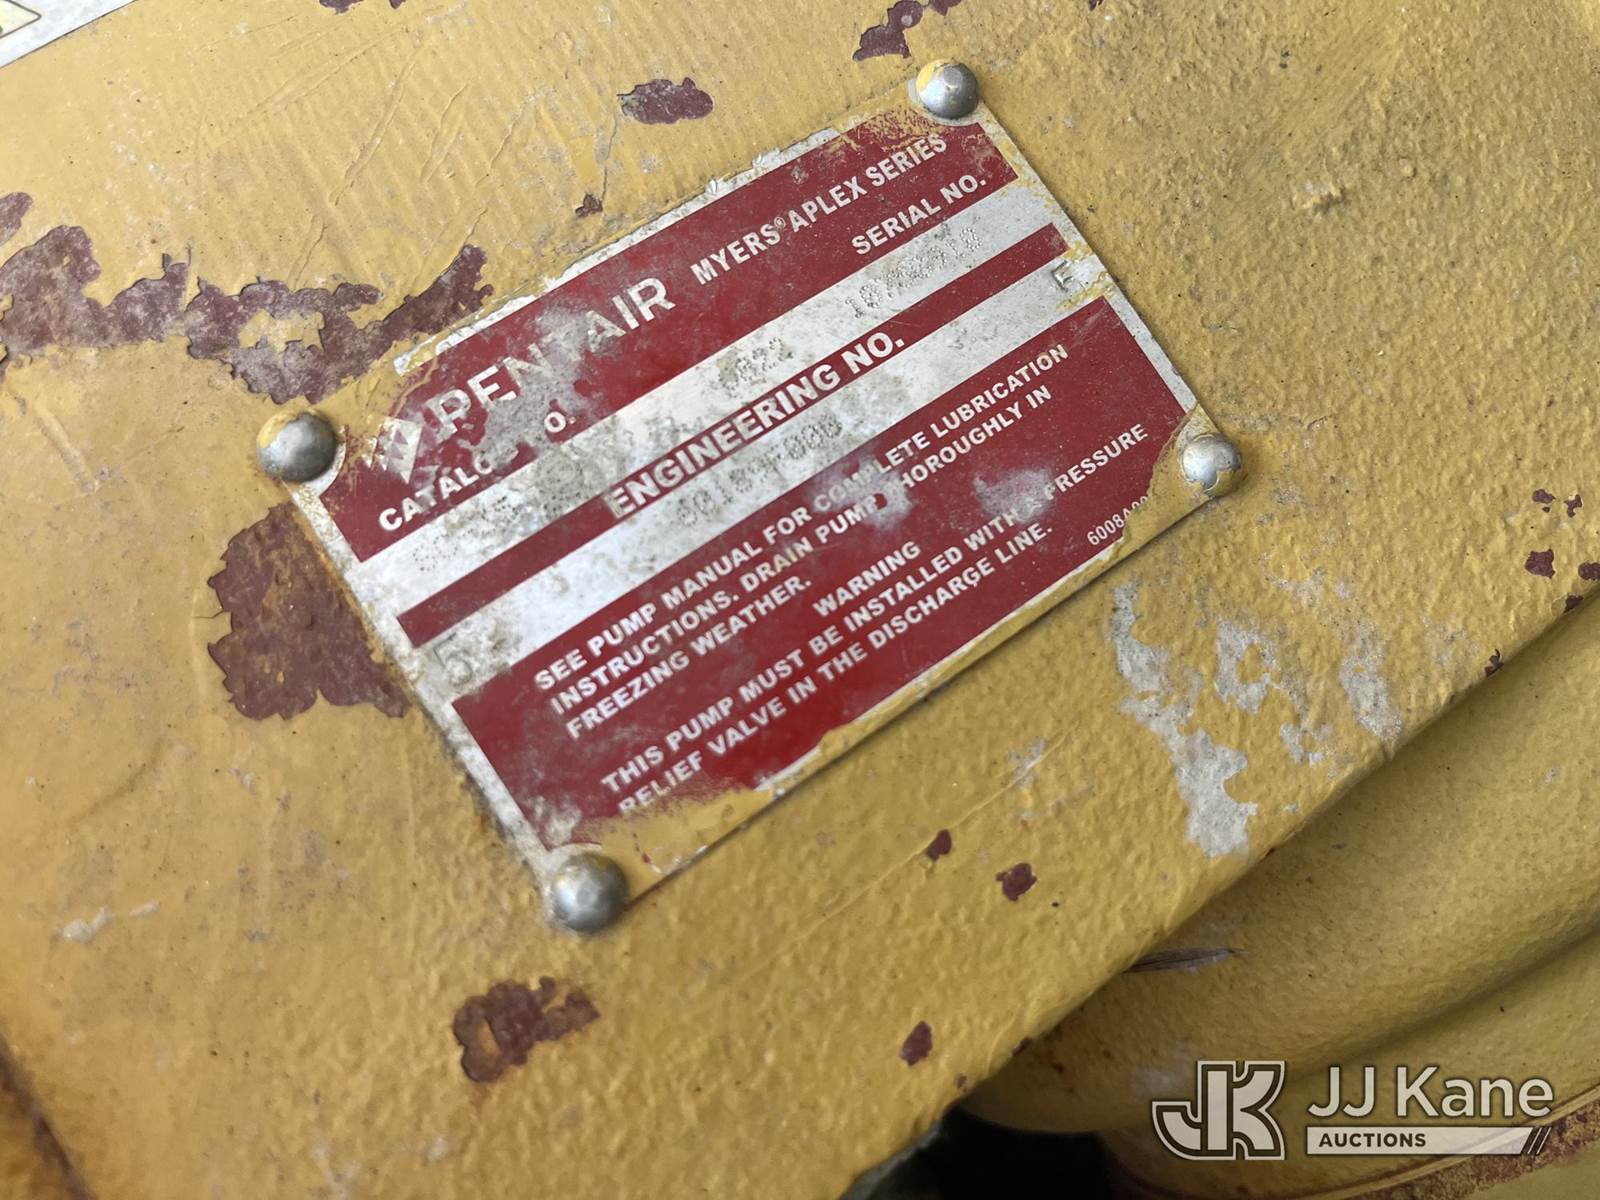 PENTAIR MYERS® APLEX SERIES
SERIAL NO.
ENGINEERING NO.
5
SEE PUMP MANUAL FOR COMPLETE LUBRICATION
INSTRUCTIONS. DRAIN PUMP THOROUGHLY IN
FREEZING WEATHER.
WARNING
THIS PUMP MUST BE INSTALLED WITH A PRESSURE
RELIEF VALVE IN THE DISCHARGE LINE.
JK JJ Kane
AUCTIONS